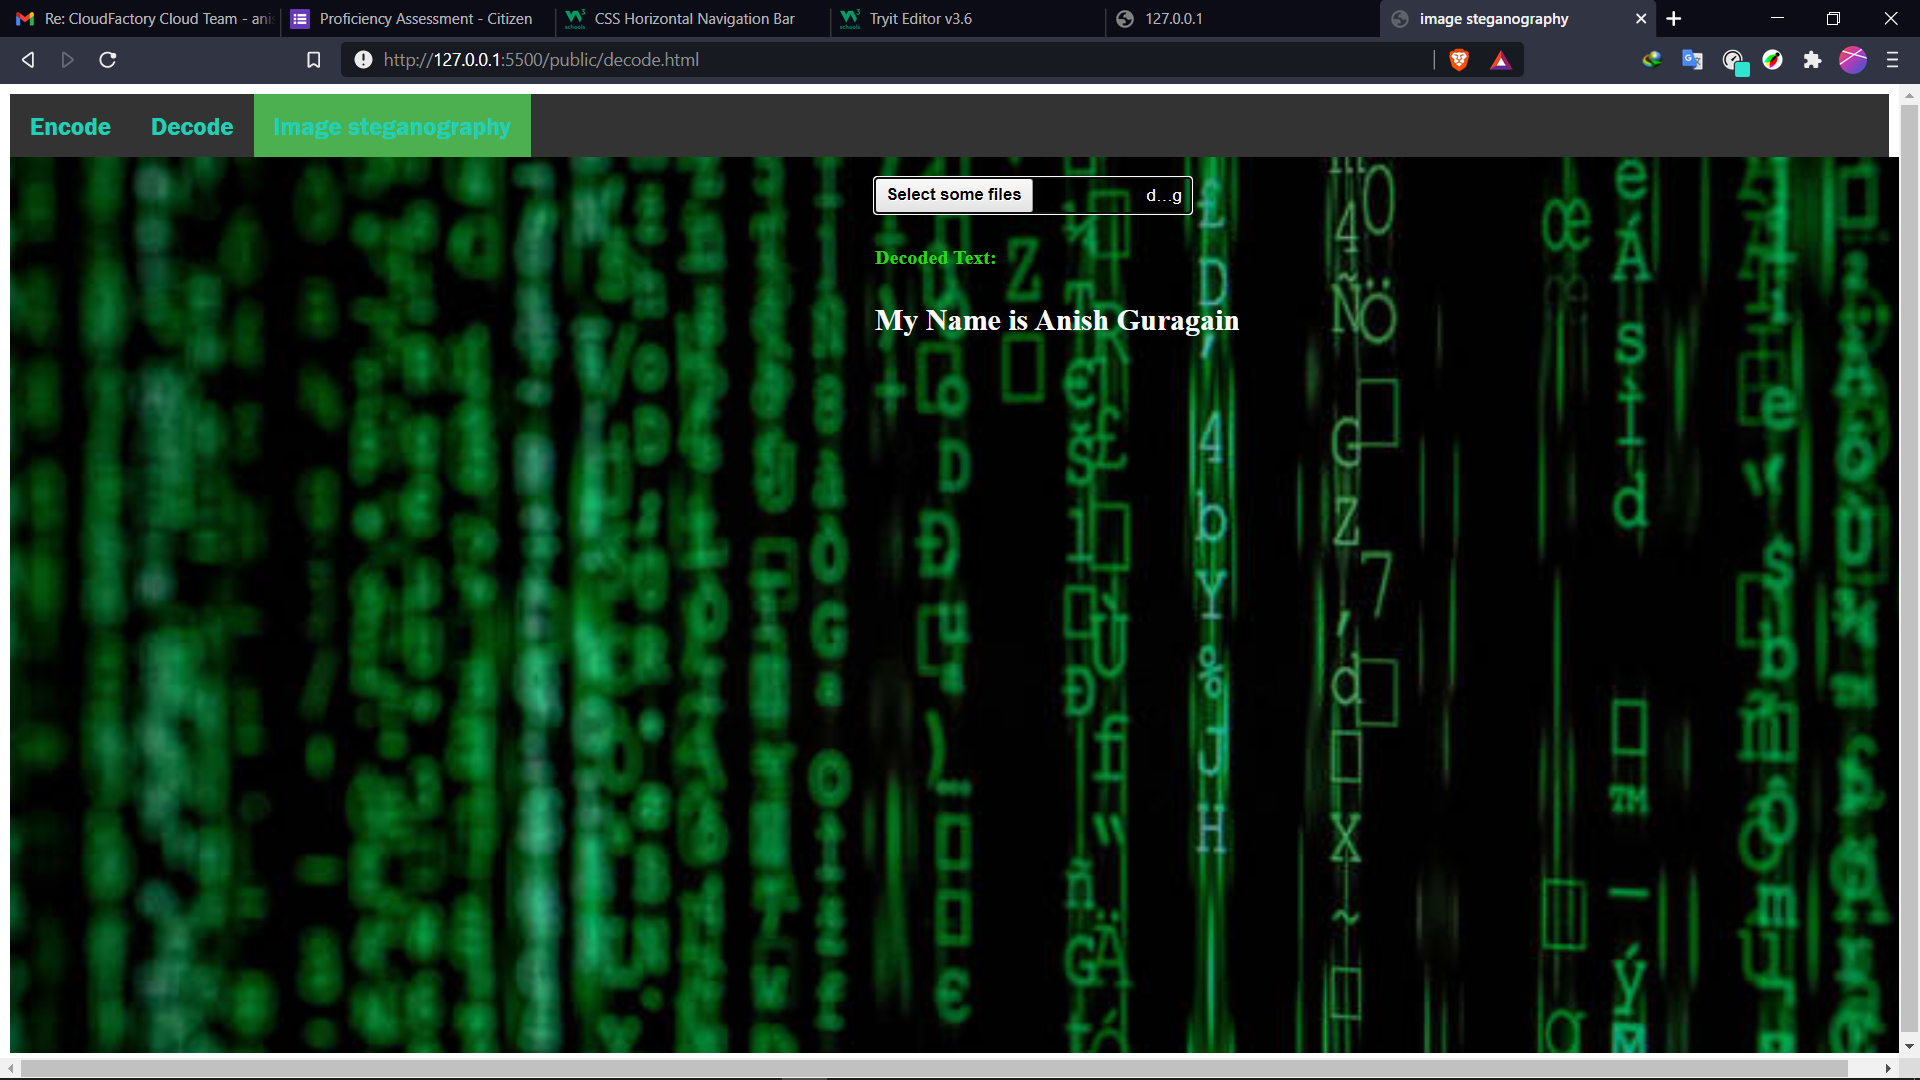 Re: CloudFactory Cloud Team - ani
Proficiency Assessment - Citizen
CSS Horizontal Navigation Bar
Tryit Editor v3.6
127.0.0.1
image steganography
http://127.0.0.1:5500/public/decode.html
Encode
Decode
Image steganography
Select some files
d...g
Decoded Text:
My Name is Anish Guragain